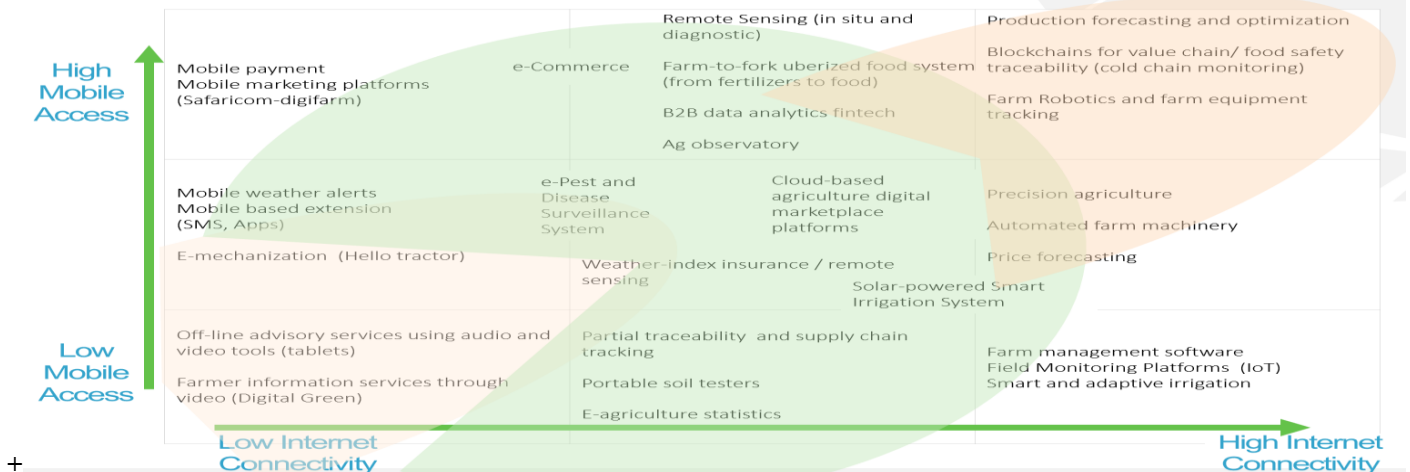 High
Mobile
Access
Mobile payment
Mobile marketing platforms
(Safaricom-digifarm)
e-Commerce
Remote Sensing (in situ and
diagnostic)
Farm-to-fork uberized food system
(from fertilizers to food)
B2B data analytics fintech
Ag observatory
Production forecasting and optimization
Blockchains for value chain/ food safety
traceability (cold chain monitoring)
Farm Robotics and farm equipment
tracking
Mobile weather alerts
Mobile based extension
(SMS, Apps)
E-mechanization (Hello tractor)
e-Pest and
Disease
Surveillance
System
Cloud-based
agriculture digital
marketplace
platforms
Weather-index insurance / remote
sensing
Solar-powered Smart
Irrigation System
Precision agriculture
Automated farm machinery
Price forecasting
Low
Mobile
Access
Off-line advisory services using audio and
video tools (tablets)
Farmer information services through
video (Digital Green)
Partial traceability and supply chain
tracking
Portable soil testers
E-agriculture statistics
Farm management software
Field Monitoring Platforms (IoT)
Smart and adaptive irrigation
Low Internet
Connectivity
High Internet
Connectivity
+